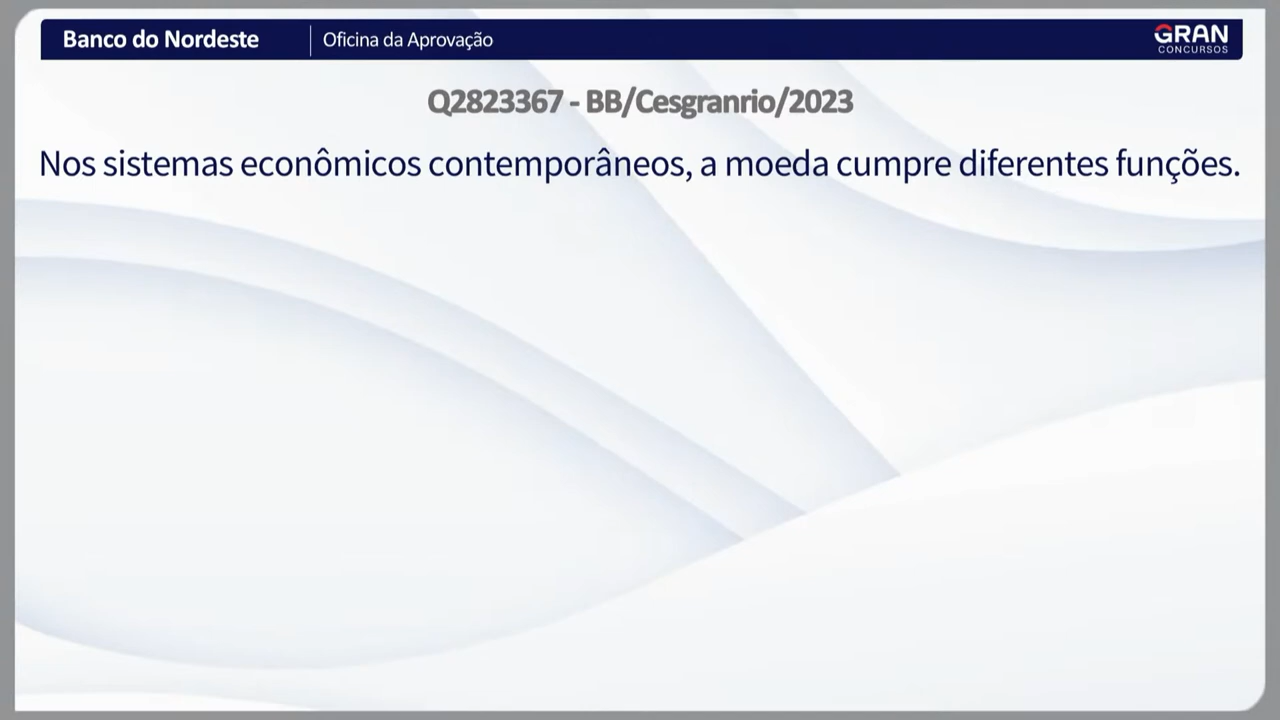 Banco do Nordeste
Oficina da Aprovação
GRAN
CONCURSOS
Q2823367 - BB/Cesgranrio/2023
Nos sistemas econômicos contemporâneos, a moeda cumpre diferentes funções.